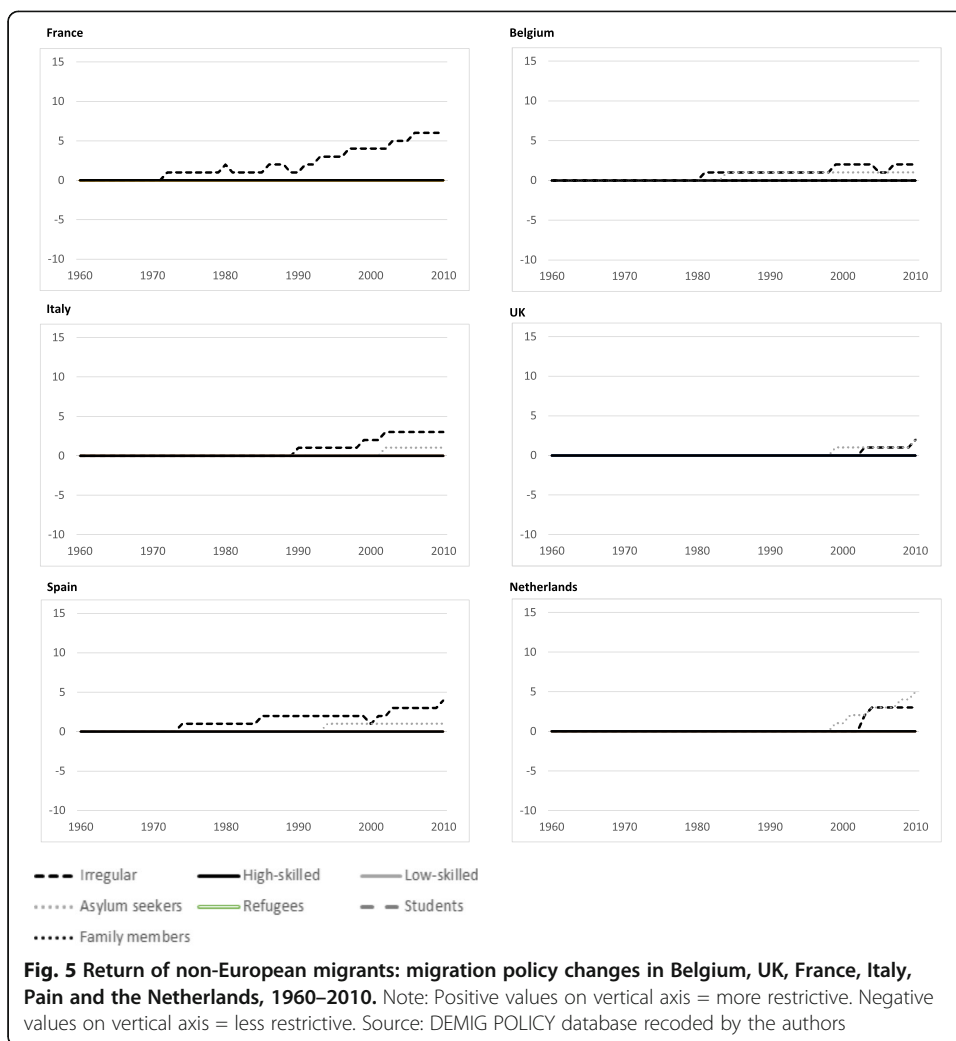 France
15
10
5
0
-5
-10
1960 1970 1980 1990 2000 2010
Belgium
15
10
5
0
-5
-10
1960 1970 1980 1990 2000 2010
Italy
15
10
5
0
-5
-10
1960 1970 1980 1990 2000 2010
UK
15
10
5
0
-5
-10
1960 1970 1980 1990 2000 2010
Spain
15
10
5
0
-5
-10
1960 1970 1980 1990 2000 2010
Netherlands
15
10
5
0
-5
-10
1960 1970 1980 1990 2000 2010
Irregular High-skilled Low-skilled
Asylum seekers Refugees Students
Family members
Fig. 5 Return of non-European migrants: migration policy changes in Belgium, UK, France, Italy,
Pain and the Netherlands, 1960–2010. Note: Positive values on vertical axis = more restrictive. Negative
values on vertical axis = less restrictive. Source: DEMIG POLICY database recoded by the authors